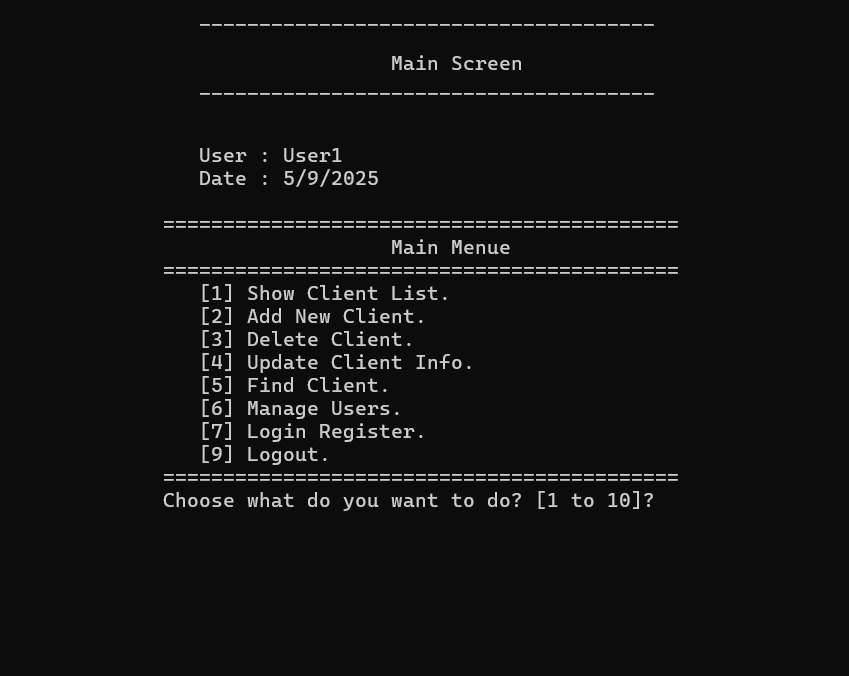 --------------------------------------
Main Screen
--------------------------------------
User : User1
Date : 5/9/2025
===========================================
Main Menue
===========================================
[1] Show Client List.
[2] Add New Client.
[3] Delete Client.
[4] Update Client Info.
[5] Find Client.
[6] Manage Users.
[7] Login Register.
[9] Logout.
===========================================
Choose what do you want to do? [1 to 10]?